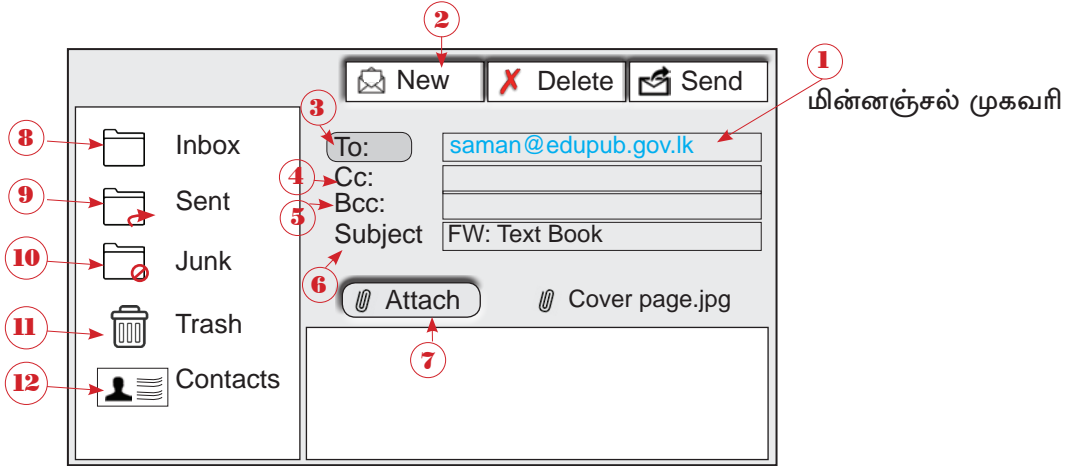 2
New
Delete
Send
1
மின்னஞ்சல் முகவரி
3
To:
saman@edupub.gov.lk
4
Cc:
5
Bcc:
6
Subject
FW: Text Book
Attach
Cover page.jpg
7
8
Inbox
9
Sent
10
Junk
11
Trash
12
Contacts